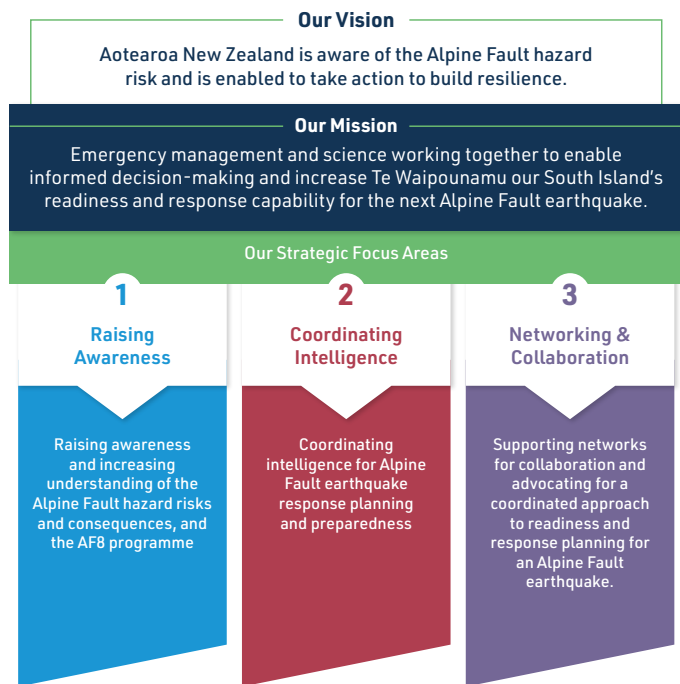 Our Vision
Aotearoa New Zealand is aware of the Alpine Fault hazard
risk and is enabled to take action to build resilience.
Our Mission
Emergency management and science working together to enable
informed decision-making and increase Te Waipounamu our South Island's
readiness and response capability for the next Alpine Fault earthquake.
Our Strategic Focus Areas
1
Raising
Awareness
Raising awareness
and increasing
understanding of the
Alpine Fault hazard risks
and consequences, and
the AF8 programme
2
Coordinating
Intelligence
Coordinating
intelligence for Alpine
Fault earthquake
response planning
and preparedness
3
Networking &
Collaboration
Supporting networks
for collaboration and
advocating for a
coordinated approach
to readiness and
response planning for
an Alpine Fault
earthquake.